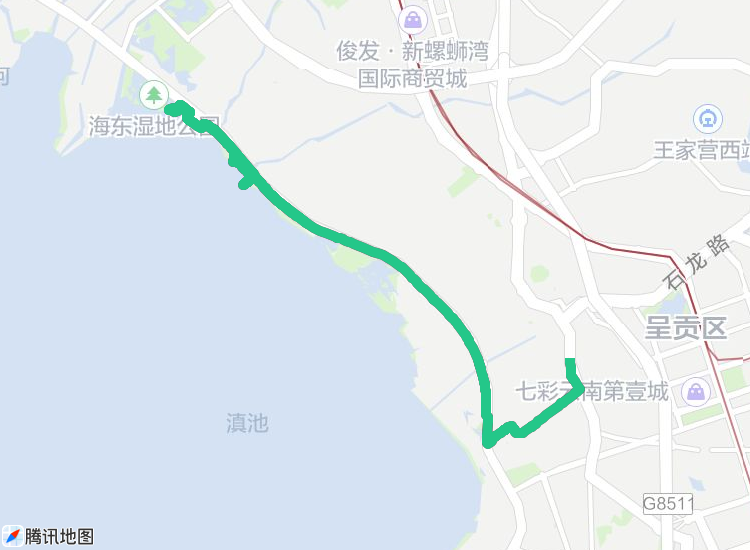 俊发·新螺蛳湾
国际商贸城
河
海东湿地公园
王家营西站
石龙路
呈贡区
七彩云南第壹城
滇池
G8511
腾讯地图